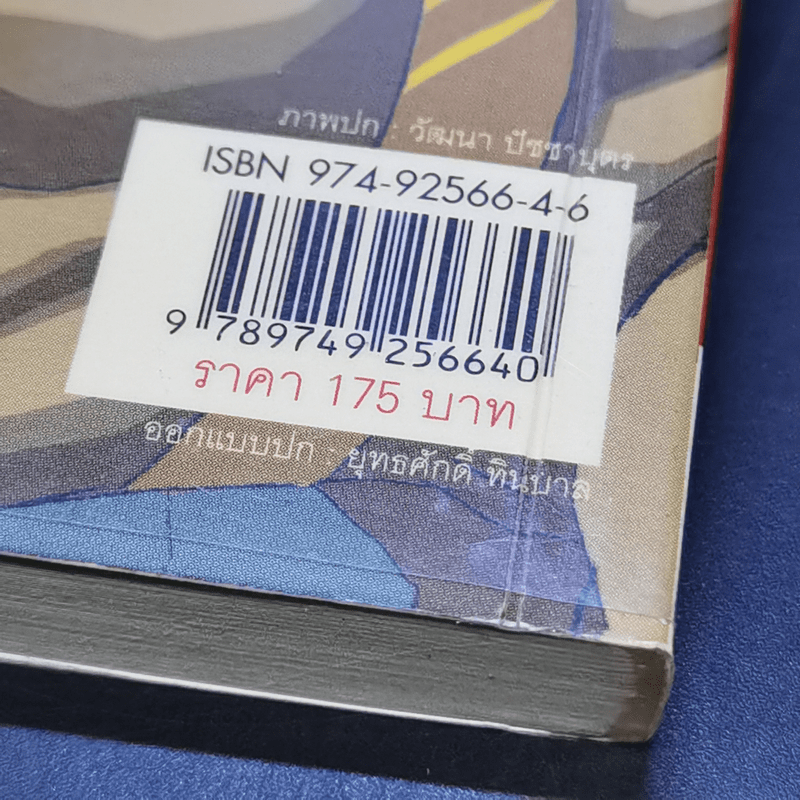 ภาพปก : วัฒนา ปัชชาบุตร
ISBN 974-92566-4-6
9 789749 256640
ราคา 175 บาท
ออกแบบปก : ยุทธศักดิ์ ทินบาล